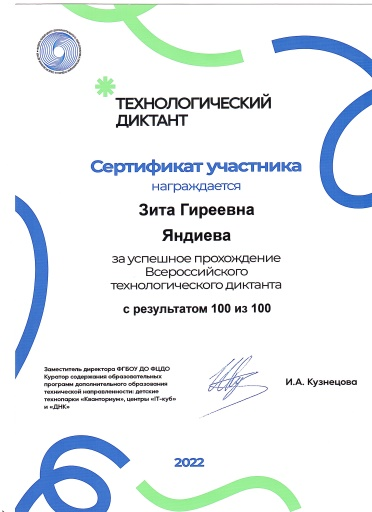 ТЕХНОЛОГИЧЕСКИЙ
ДИКТАНТ
Сертификат участника
награждается
Зита Гиреевна
Яндиева
за успешное прохождение
Всероссийского
технологического диктанта
с результатом 100 из 100
Заместитель директора ФГБОУ ДО ФЦДО
Куратор содержания образовательных
программ дополнительного образования
технической направленности: детские
технопарки «Кванториум», центры «IT-куб»
и «ДНК»
И.А. Кузнецова
2022